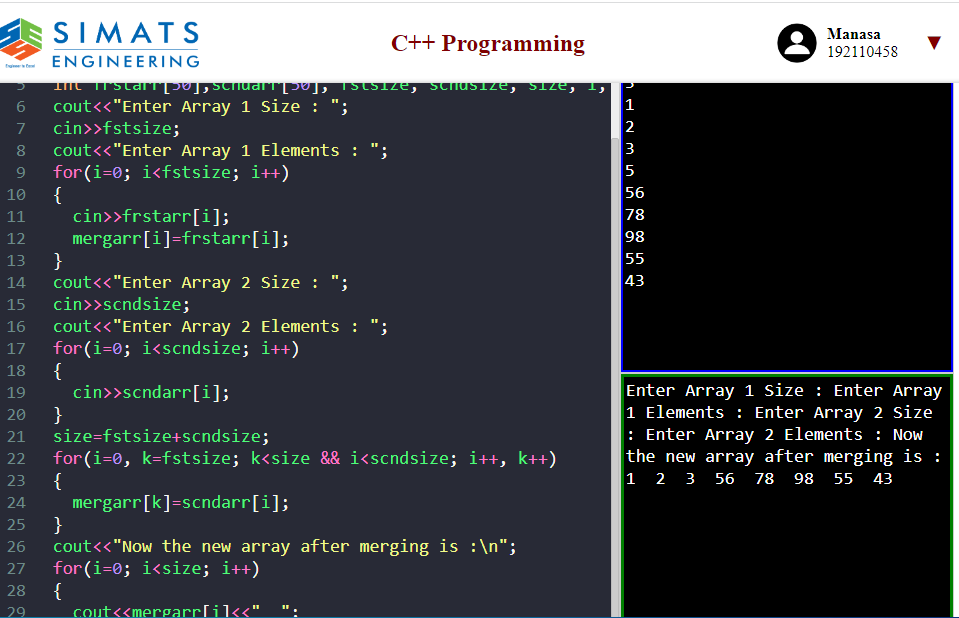 SIMATS
ENGINEERING
Engineer to Excel
C++ Programming
Manasa
192110458
▼
5 int frstarr[50],scndarr[50], fstsize, scndsize, size, i,
6 cout<<"Enter Array 1 Size : ";
7 cin>>fstsize;
8 cout<<"Enter Array 1 Elements : ";
9 for(i=0; i<fstsize; i++)
10 {
11 cin>>frstarr[i];
12 mergarr[i]=frstarr[i];
13 }
14 cout<<"Enter Array 2 Size : ";
15 cin>>scndsize;
16 cout<<"Enter Array 2 Elements : ";
17 for(i=0; i<scndsize; i++)
18 {
19 cin>>scndarr[i];
20 }
21 size=fstsize+scndsize;
22 for(i=0, k=fstsize; k<size && i<scndsize; i++, k++)
23 {
24 mergarr[k]=scndarr[i];
25 }
26 cout<<"Now the new array after merging is :\n";
27 for(i=0; i<size; i++)
28 {
29 cout<<mergarr[i]<<"  ";
3
1
2
3
5
56
78
98
55
43
Enter Array 1 Size : Enter Array
1 Elements : Enter Array 2 Size
: Enter Array 2 Elements : Now
the new array after merging is :
1  2  3  56  78  98  55  43